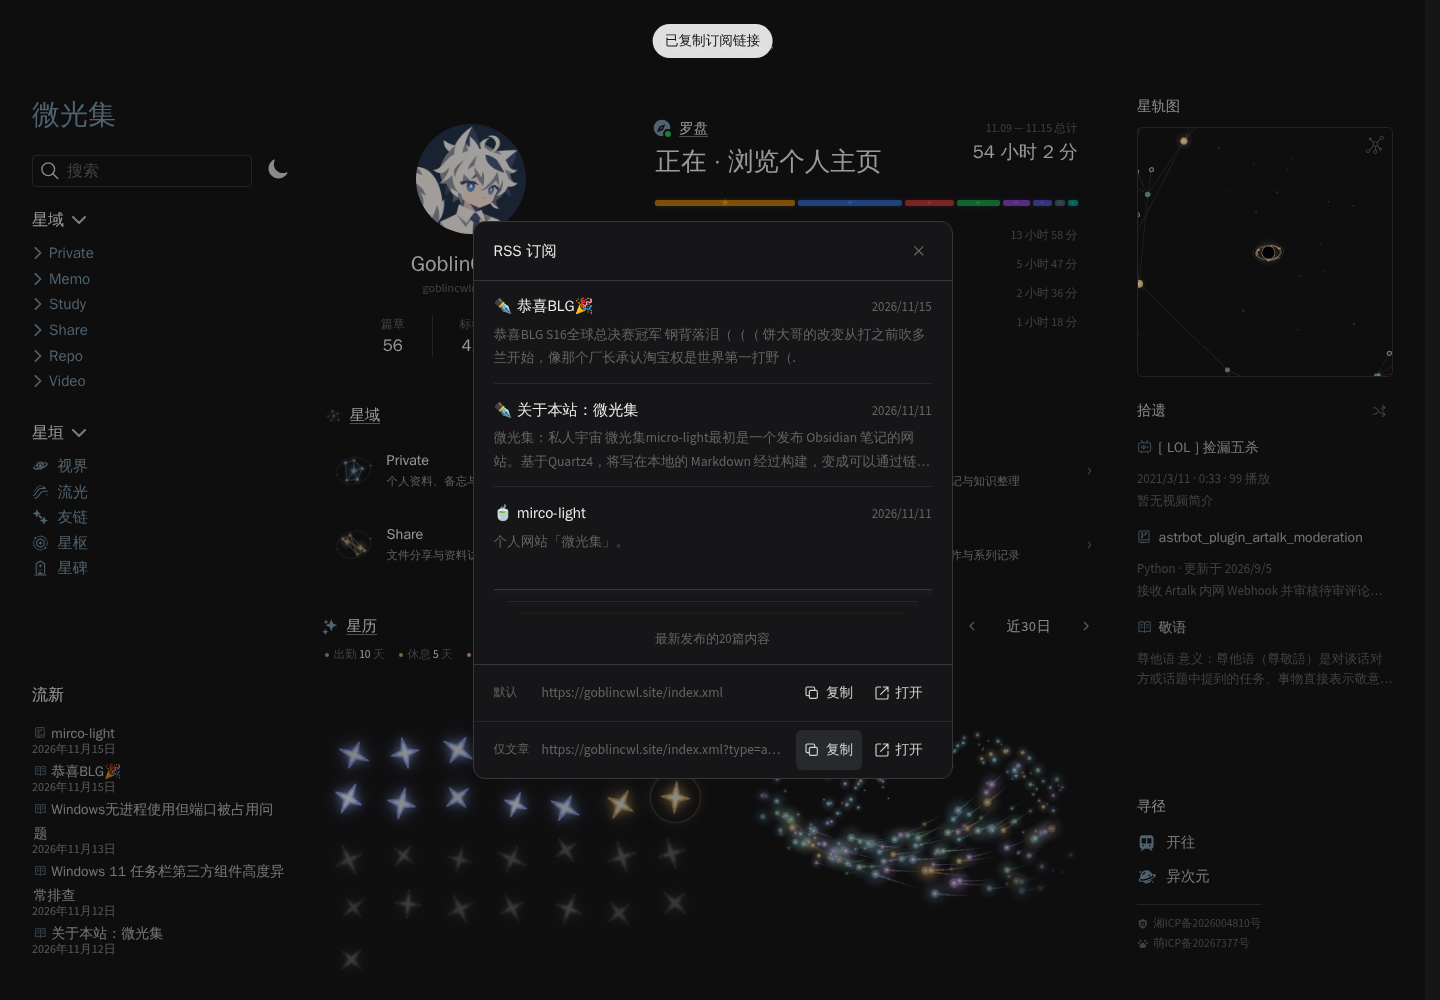 已复制订阅链接
微光集
搜索
星域
Private
Memo
Study
Share
Repo
Video
星垣
视界
流光
友链
星枢
星碑
流新
mirco-light
2026年11月15日
恭喜BLG🎉
2026年11月15日
Windows无进程使用但端口被占用问
题
2026年11月13日
Windows 11 任务栏第三方组件高度异
常排查
2026年11月12日
关于本站：微光集
2026年11月12日
篇章
56
罗盘
正在 · 浏览个人主页
11.09 — 11.15 总计
54 小时 2 分
13 小时 58 分
5 小时 47 分
2 小时 36 分
1 小时 18 分
星域
Private
Share
星历
出勤 10 天
休息 5 天
近30日
RSS 订阅
✒️ 恭喜BLG🎉
2026/11/15
恭喜BLG S16全球总决赛冠军 钢背落泪（（（ 饼大哥的改变从打之前吹多
兰开始，像那个厂长承认淘宝权是世界第一打野（.
✒️ 关于本站：微光集
2026/11/11
微光集：私人宇宙 微光集micro-light最初是一个发布 Obsidian 笔记的网
站。基于Quartz4，将写在本地的 Markdown 经过构建，变成可以通过链…
🍵 mirco-light
2026/11/11
个人网站「微光集」。
最新发布的20篇内容
默认 https://goblincwl.site/index.xml 复制 打开
仅文章 https://goblincwl.site/index.xml?type=a… 复制 打开
星轨图
拾遗
[ LOL ] 捡漏五杀
2021/3/11 · 0:33 · 99 播放
暂无视频简介
astrbot_plugin_artalk_moderation
Python · 更新于 2026/9/5
接收 Artalk 内网 Webhook 并审核待审评论…
敬语
尊他语 意义：尊他语（尊敬語）是对谈话对
方或话题中提到的任务、事物直接表示敬意…
寻径
开往
异次元
湘ICP备2026004810号
萌ICP备20267377号